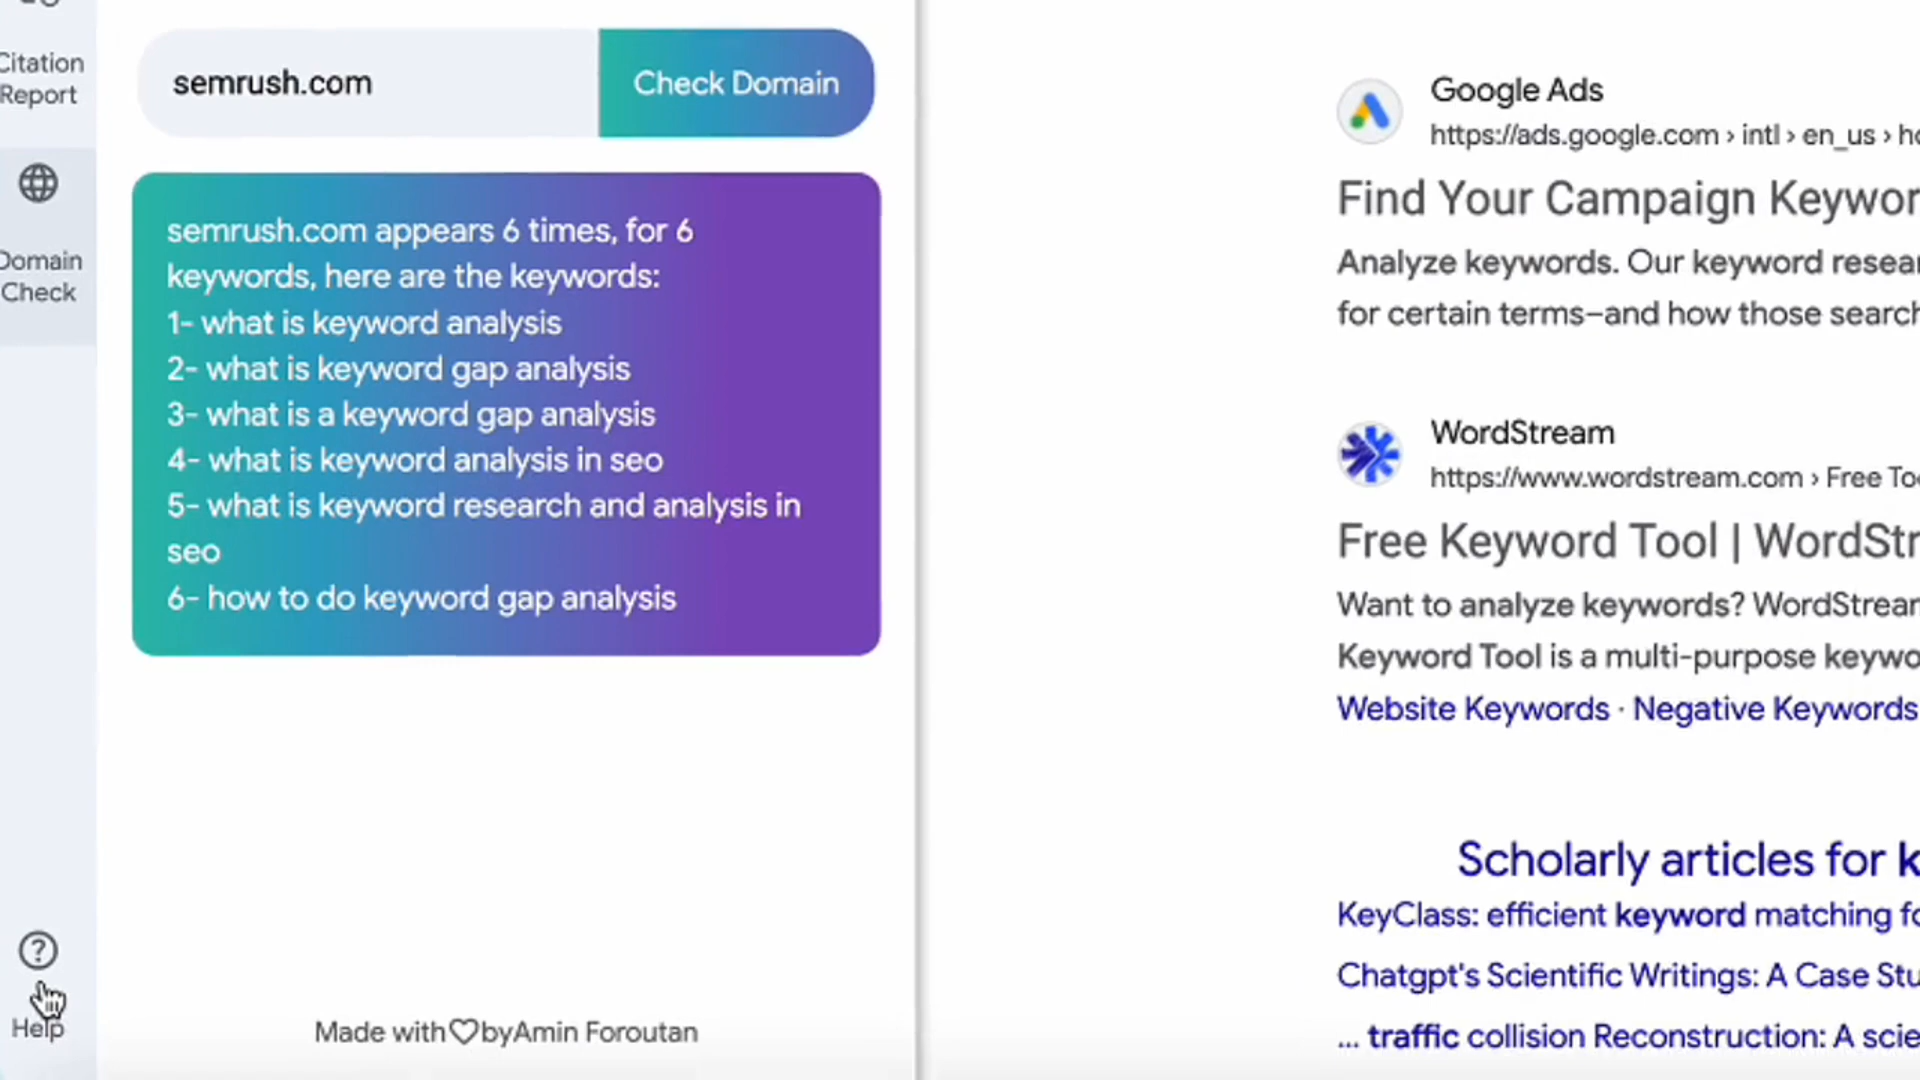 Citation
Report
semrush.com
Check Domain
Domain
Check
semrush.com appears 6 times, for 6
keywords, here are the keywords:
1- what is keyword analysis
2- what is keyword gap analysis
3- what is a keyword gap analysis
4- what is keyword analysis in seo
5- what is keyword research and analysis in
seo
6- how to do keyword gap analysis
Help
Made with♡byAmin Foroutan
Google Ads
https://ads.google.com › intl › en_us ›
Find Your Campaign
Analyze keywords. Our keyword
for certain terms–and how those
WordStream
https://www.wordstream.com › Free
Free Keyword Tool |
Want to analyze keywords?
Keyword Tool is a multi-purpose
Website Keywords · Negative Keywords
Scholarly articles for
KeyClass: efficient keyword matching
Chatgpt's Scientific Writings: A Case
... traffic collision Reconstruction: A